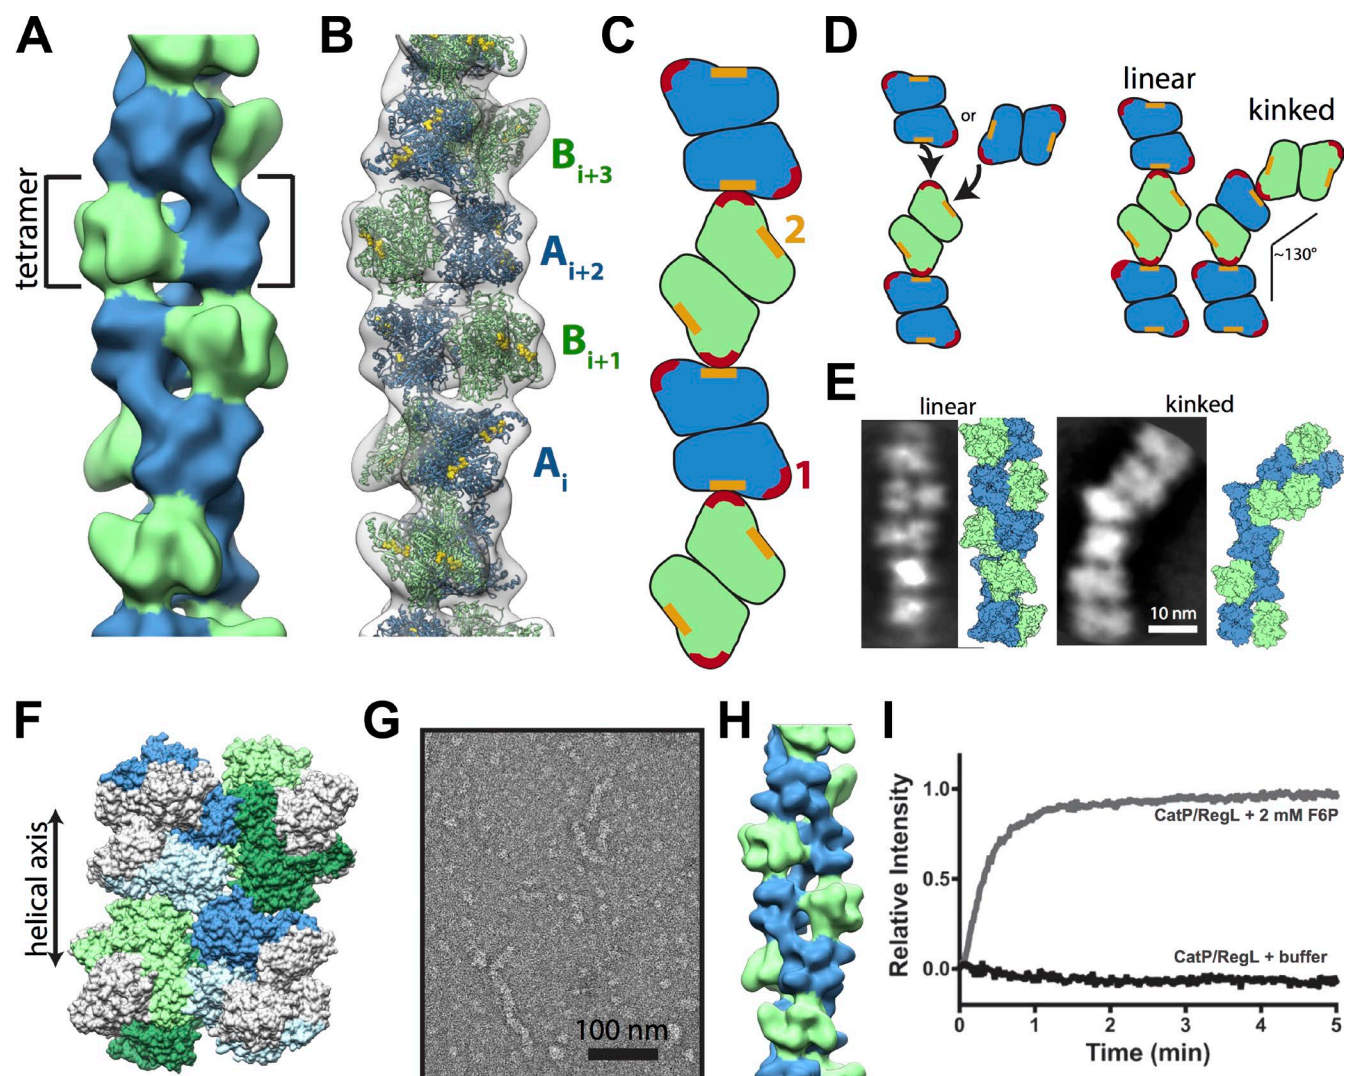 A
tetramer
B
B i+3
A i+2
B i+1
A i
C
2
1
D
or
linear
kinked
~130°
E
linear
kinked
10 nm
F
helical axis
G
100 nm
H
I
Relative Intensity
1.0
0.5
0.0
CatP/RegL + 2 mM F6P
CatP/RegL + buffer
0 1 2 3 4 5
Time (min)